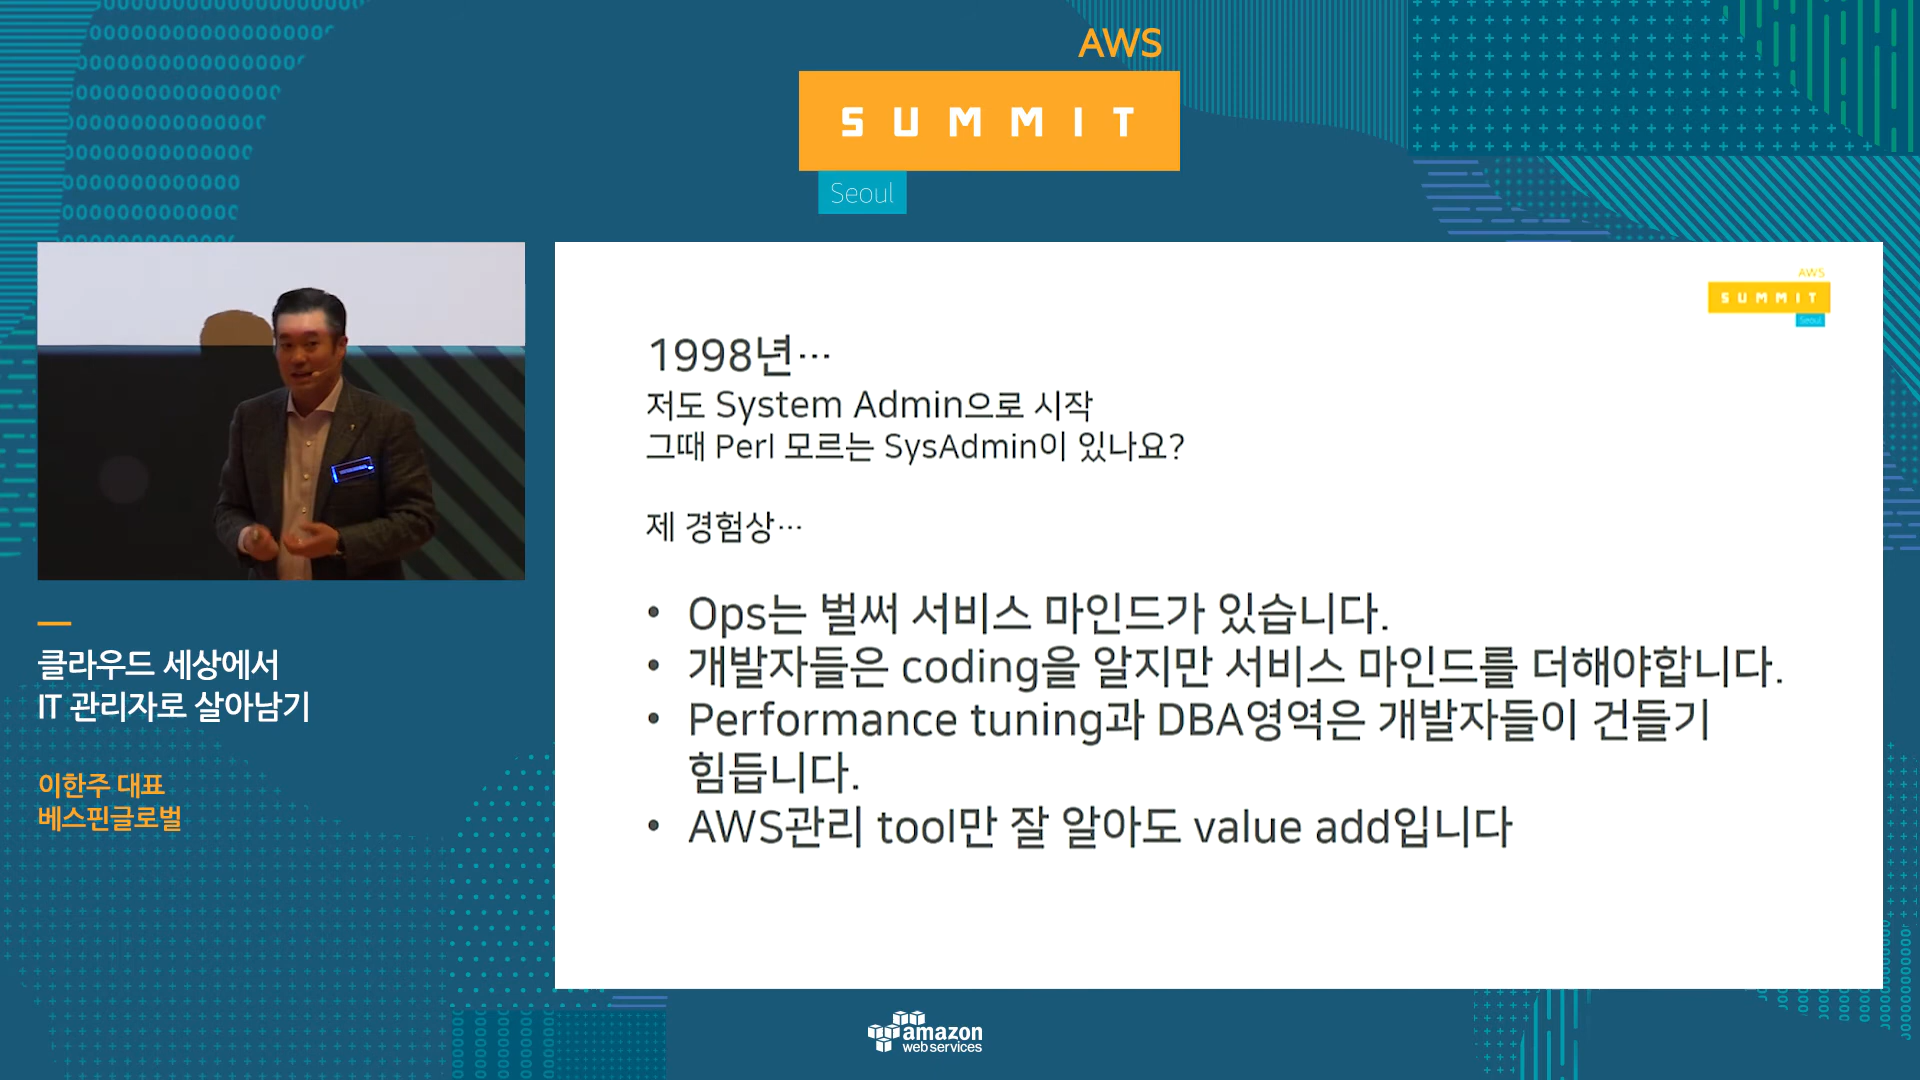 AWS
SUMMIT
Seoul
AWS
SUMMIT
Seoul
1998년…
저도 System Admin으로 시작
그때 Perl 모르는 SysAdmin이 있나요?
제 경험상…
• Ops는 벌써 서비스 마인드가 있습니다.
• 개발자들은 coding을 알지만 서비스 마인드를 더해야합니다.
• Performance tuning과 DBA영역은 개발자들이 건들기
힘듭니다.
• AWS관리 tool만 잘 알아도 value add입니다
클라우드 세상에서
IT 관리자로 살아남기
이한주 대표
베스핀글로벌
amazon
web services